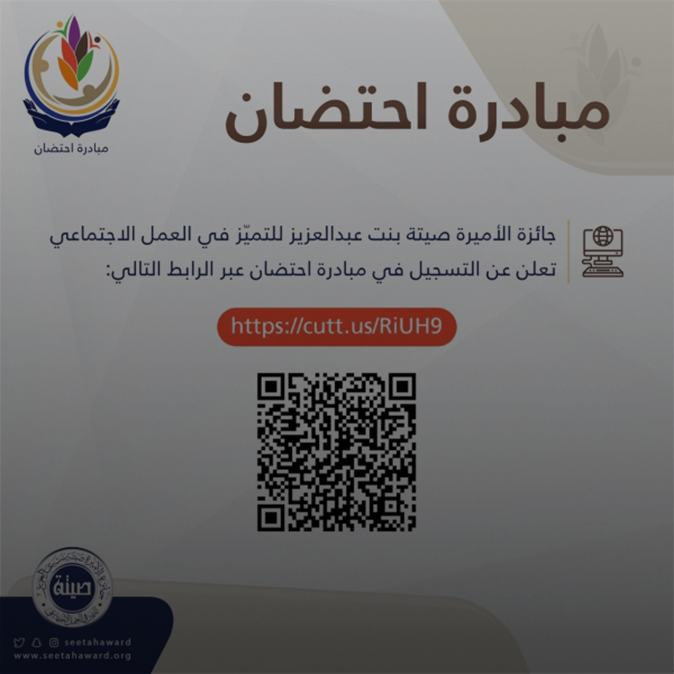 مبادرة احتضان
مبادرة احتضان
جائزة الأميرة صيتة بنت عبدالعزيز للتميّز في العمل الاجتماعي
تعلن عن التسجيل في مبادرة احتضان عبر الرابط التالي:
https://cutt.us/RiUH9
صيتة
seetahaward
www.seetahaward.org